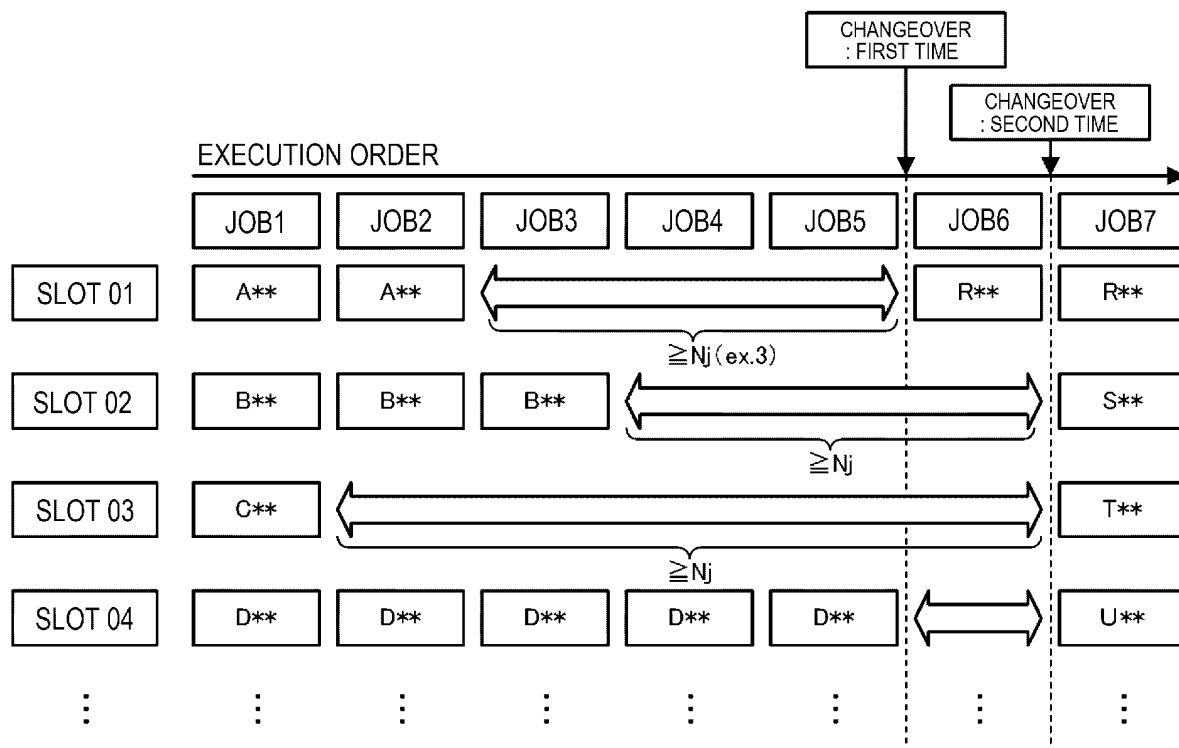 CHANGEOVER
: FIRST TIME
CHANGEOVER
: SECOND TIME
EXECUTION ORDER
JOB1 JOB2 JOB3 JOB4 JOB5 JOB6 JOB7
SLOT 01 A** A** R** R**
≧Nj(ex.3)
SLOT 02 B** B** B** S**
≧Nj
SLOT 03 C** T**
≧Nj
SLOT 04 D** D** D** D** D** U**
⋮ ⋮ ⋮ ⋮ ⋮ ⋮ ⋮ ⋮